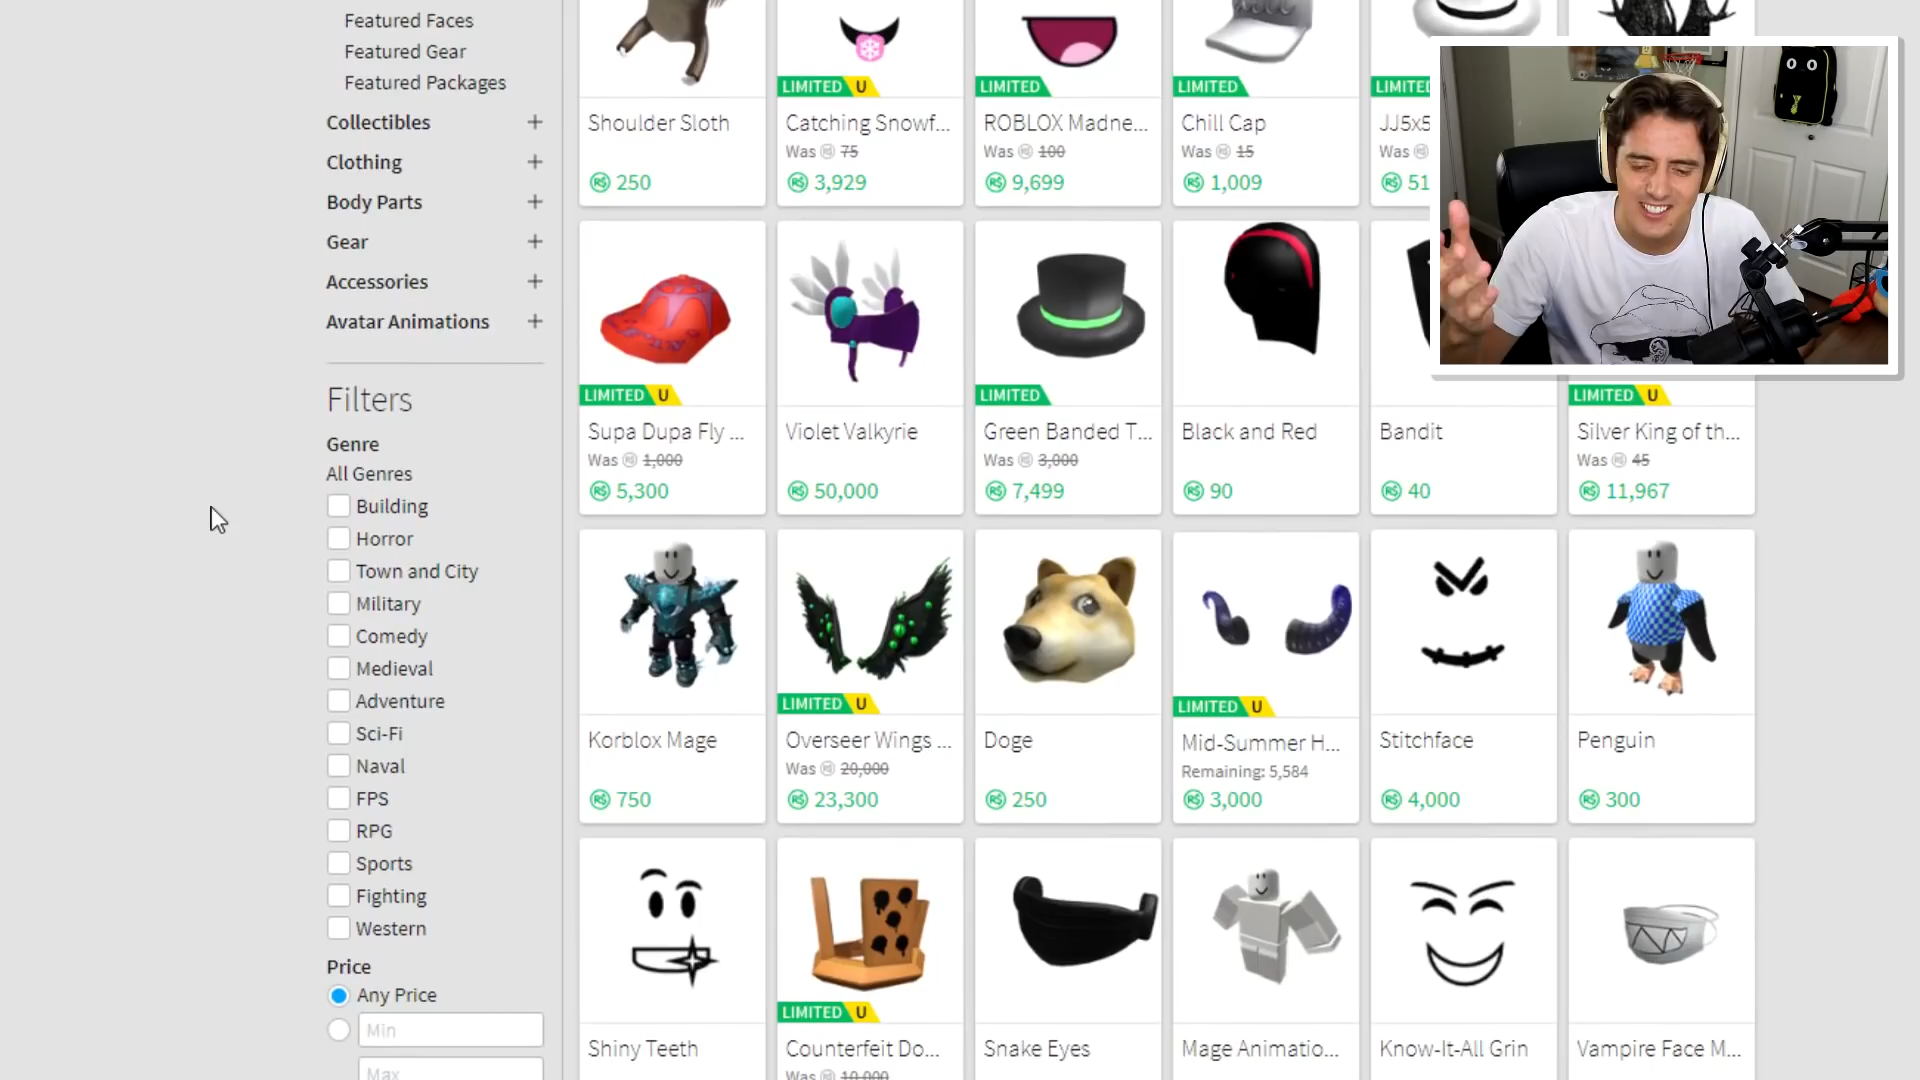 Featured Faces
Featured Gear
Featured Packages
Collectibles +
Clothing +
Body Parts +
Gear +
Accessories +
Avatar Animations +
Filters
Genre
All Genres
Building
Horror
Town and City
Military
Comedy
Medieval
Adventure
Sci-Fi
Naval
FPS
RPG
Sports
Fighting
Western
Price
Any Price
Min
Max
LIMITED U
LIMITED
LIMITED
LIMITED
Shoulder Sloth
250
Catching Snowf...
Was R$ 75
3,929
ROBLOX Madne...
Was R$ 100
9,699
Chill Cap
Was R$ 15
1,009
JJ5x5
Was
51
LIMITED U
LIMITED
LIMITED U
Supa Dupa Fly ...
Was R$ 1,000
R$ 5,300
Violet Valkyrie
R$ 50,000
Green Banded T...
Was R$ 3,000
R$ 7,499
Black and Red
R$ 90
Bandit
R$ 40
Silver King of th...
Was R$ 45
R$ 11,967
LIMITED U
LIMITED U
Korblox Mage
R$ 750
Overseer Wings ...
Was R$ 20,000
R$ 23,300
Doge
R$ 250
Mid-Summer H...
Remaining: 5,584
R$ 3,000
Stitchface
R$ 4,000
Penguin
R$ 300
LIMITED U
Shiny Teeth
Counterfeit Do...
Was R$ 10,000
Snake Eyes
Mage Animatio...
Know-It-All Grin
Vampire Face M...